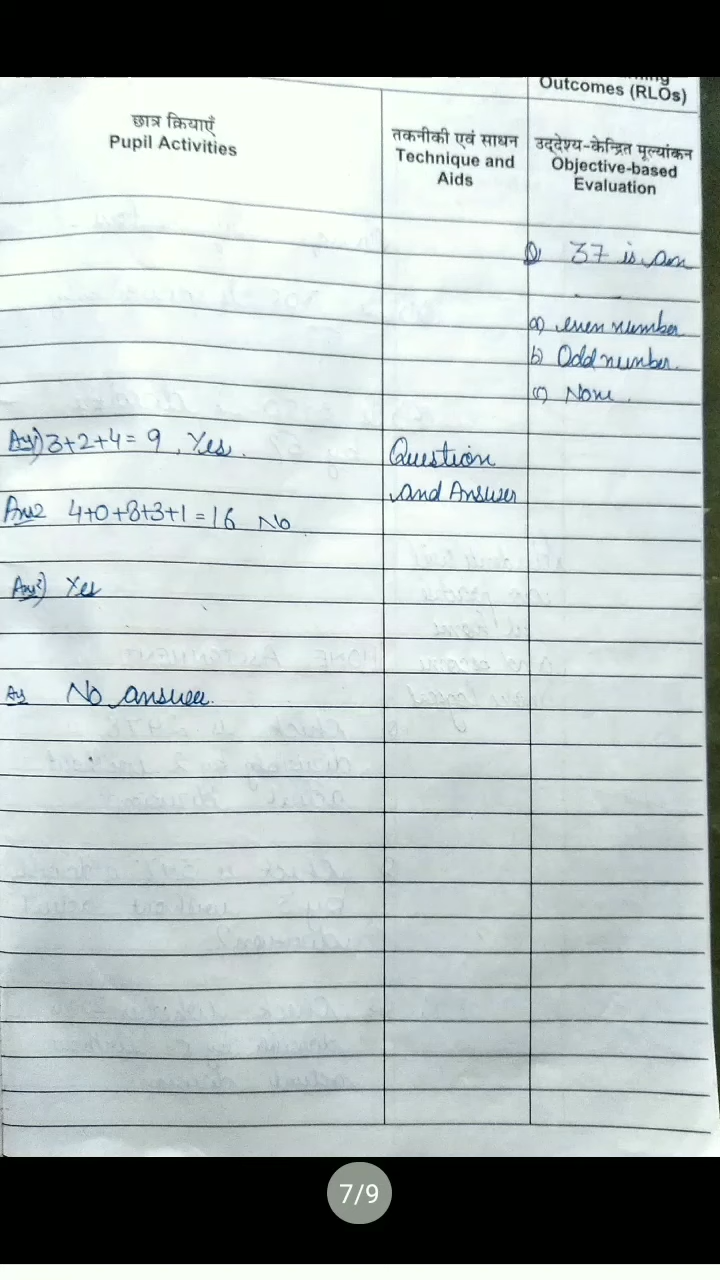 Outcomes (RLOs)
छात्र क्रियाएँ
Pupil Activities
तकनीकी एवं साधन
Technique and
Aids
उद्देश्य-केन्द्रित मूल्यांकन
Objective-based
Evaluation
Q 37 is an
a) even number
b) Odd number.
c) None.
Ans1) 3+2+4=9, Yes.
Question
and Answer
Ans2 4+0+8+3+1=16 No
Ans3) Yes
Ans No answer.
7/9